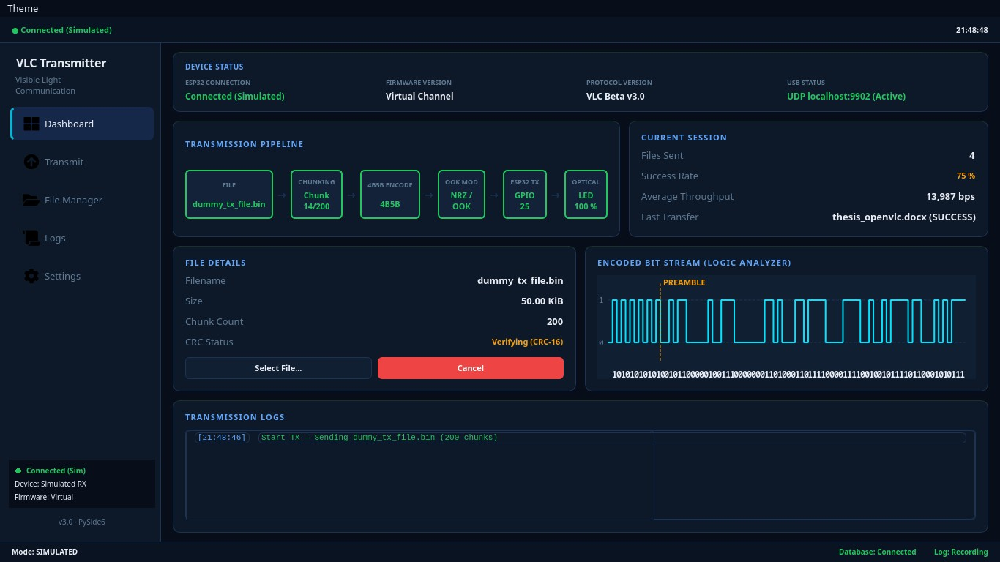 Theme
Connected (Simulated)
21:48:48
VLC Transmitter
Visible Light
Communication
Dashboard
Transmit
File Manager
Logs
Settings
Connected (Sim)
Device: Simulated RX
Firmware: Virtual
v3.0 · PySide6
DEVICE STATUS
ESP32 CONNECTION
Connected (Simulated)
FIRMWARE VERSION
Virtual Channel
PROTOCOL VERSION
VLC Beta v3.0
USB STATUS
UDP localhost:9902 (Active)
TRANSMISSION PIPELINE
FILE
dummy_tx_file.bin
→
CHUNKING
Chunk
14/200
→
4B5B ENCODE
4B5B
→
OOK MOD
NRZ /
OOK
→
ESP32 TX
GPIO
25
→
OPTICAL
LED
100 %
CURRENT SESSION
Files Sent 4
Success Rate 75 %
Average Throughput 13,987 bps
Last Transfer thesis_openvlc.docx (SUCCESS)
FILE DETAILS
Filename dummy_tx_file.bin
Size 50.00 KiB
Chunk Count 200
CRC Status Verifying (CRC-16)
Select File...
Cancel
ENCODED BIT STREAM (LOGIC ANALYZER)
PREAMBLE
1
0
TRANSMISSION LOGS
[21:48:46] Start TX — Sending dummy_tx_file.bin (200 chunks)
Mode: SIMULATED
Database: Connected
Log: Recording